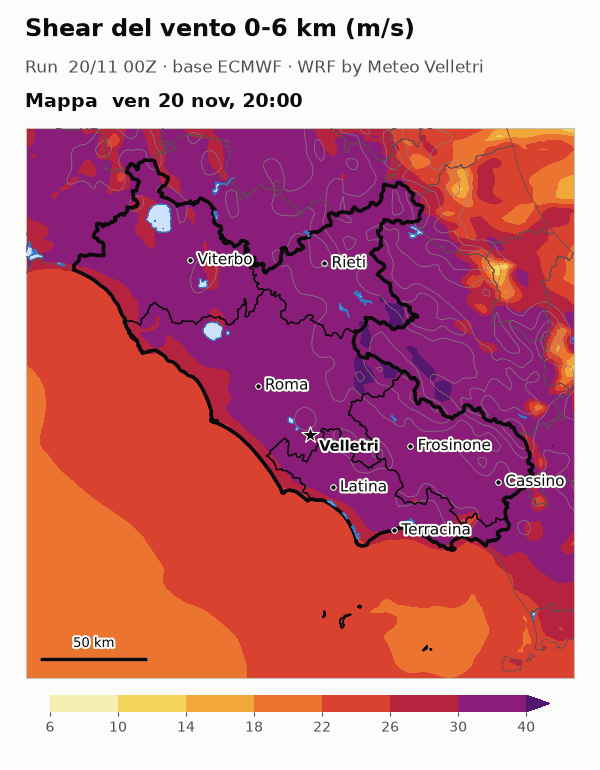 Shear del vento 0-6 km (m/s)
Run  20/11 00Z · base ECMWF · WRF by Meteo Velletri
Mappa  ven 20 nov, 20:00
Viterbo
Rieti
Roma
Velletri
Frosinone
Latina
Cassino
Terracina
50 km
6 10 14 18 22 26 30 40